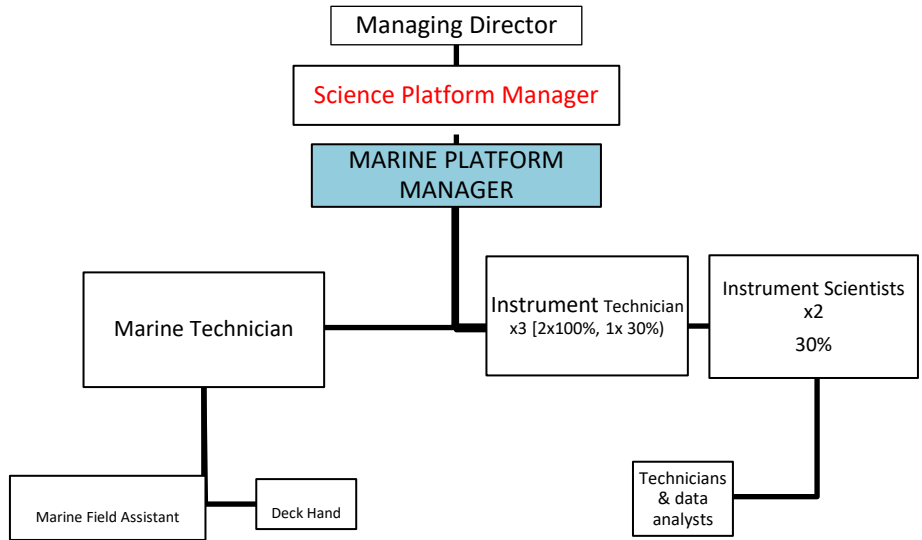 Managing Director
Science Platform Manager
MARINE PLATFORM
MANAGER
Marine Technician
Instrument Technician
x3 [2x100%, 1x 30%)
Instrument Scientists
x2
30%
Marine Field Assistant
Deck Hand
Technicians
& data
analysts